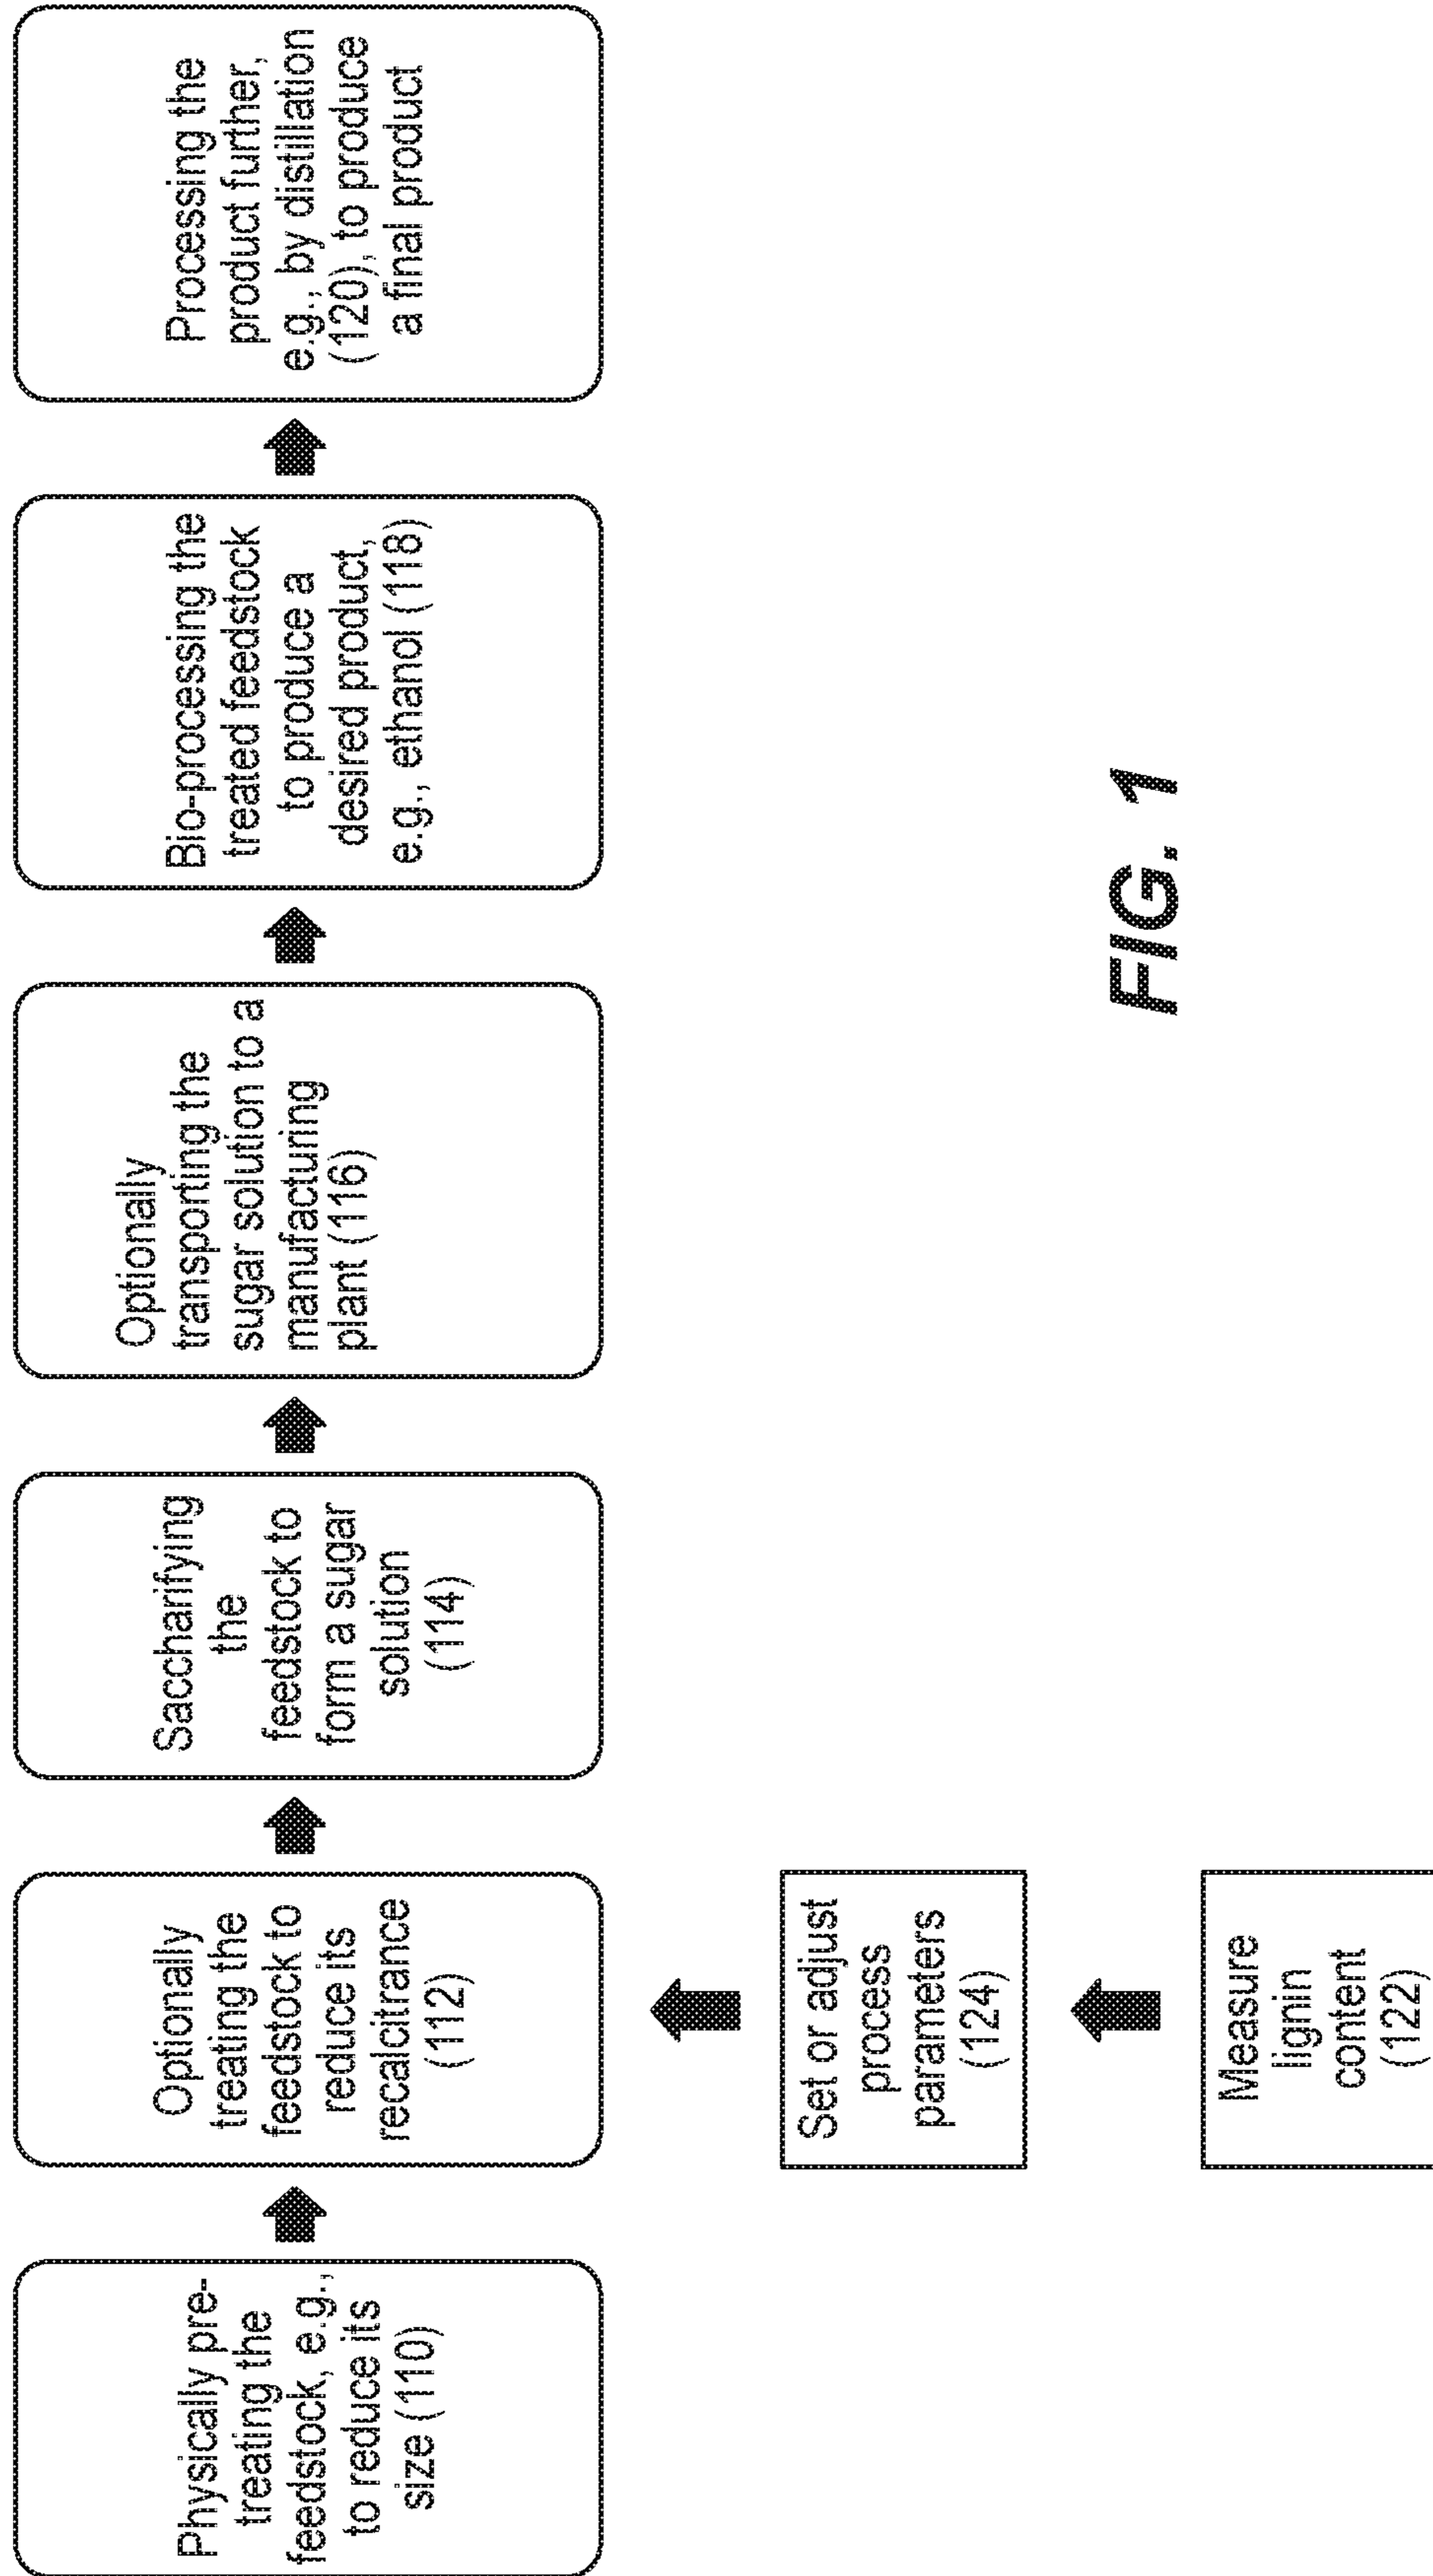 Physically pre-
treating the
feedstock, e.g.,
to reduce its
size (110)
Optionally
treating the
feedstock to
reduce its
recalcitrance
(112)
Saccharifying
the
feedstock to
form a sugar
solution
(114)
Optionally
transporting the
sugar solution to a
manufacturing
plant (116)
Bio-processing the
treated feedstock
to produce a
desired product,
e.g., ethanol (118)
Processing the
product further,
e.g., by distillation
(120), to produce
a final product
Set or adjust
process
parameters
(124)
Measure
lignin
content
(122)
FIG. 1